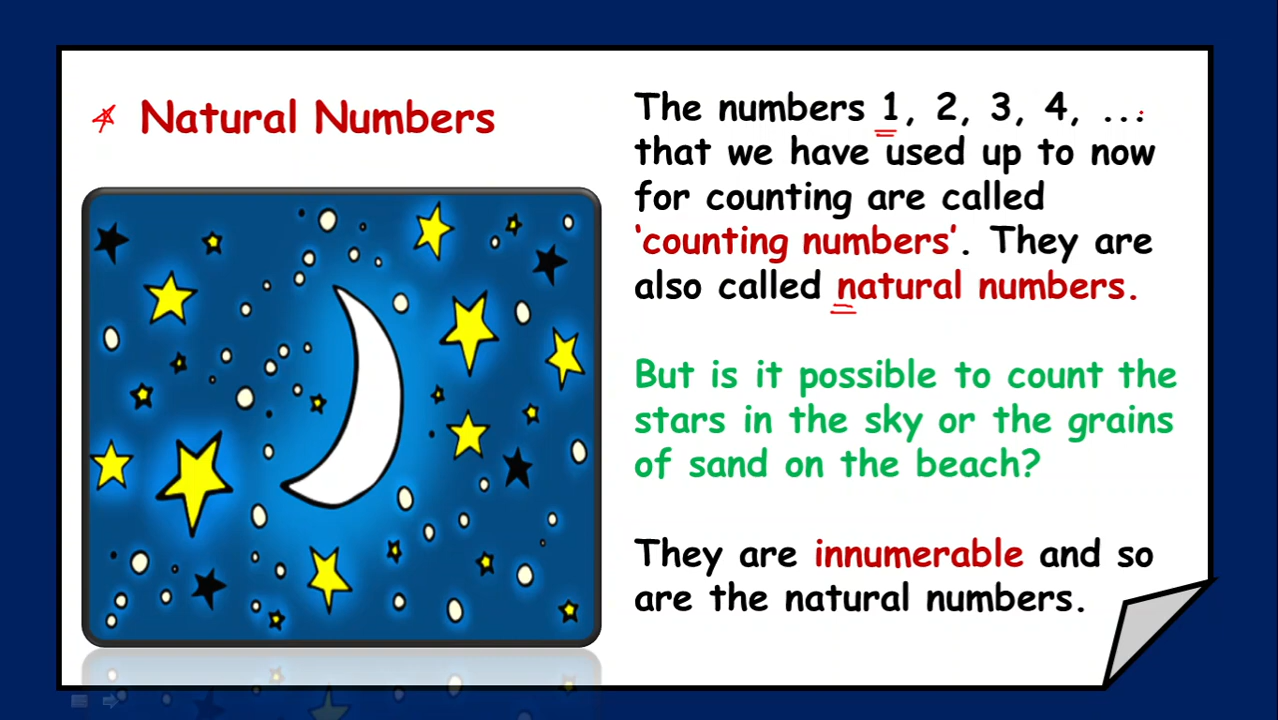 Natural Numbers
The numbers 1, 2, 3, 4, ...
that we have used up to now
for counting are called
‘counting numbers’. They are
also called natural numbers.
But is it possible to count the
stars in the sky or the grains
of sand on the beach?
They are innumerable and so
are the natural numbers.